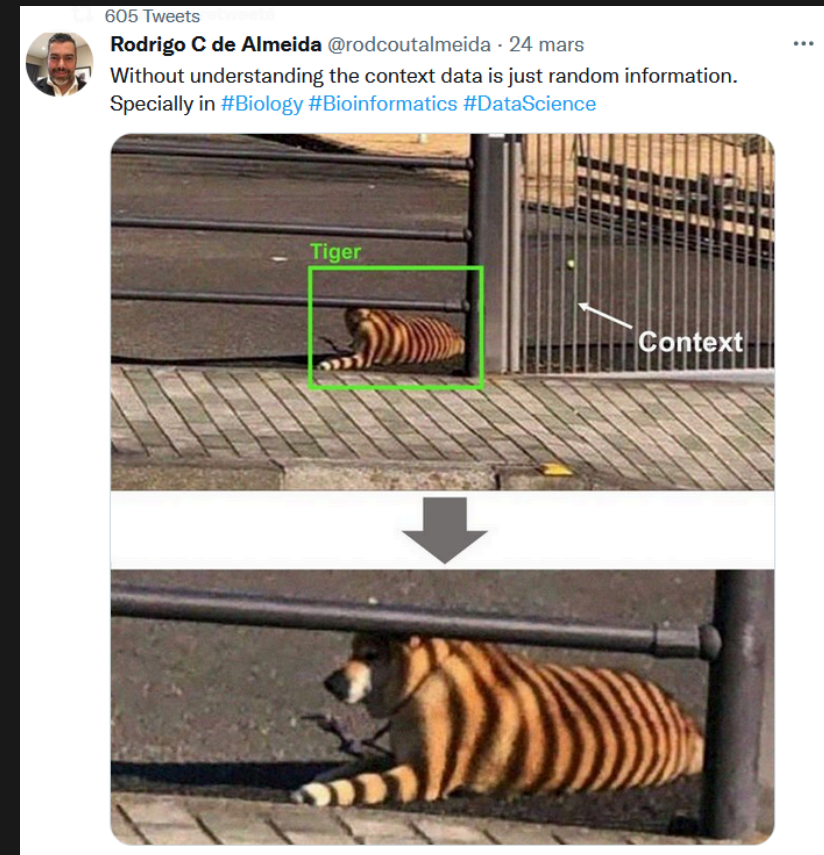 605 Tweets
Rodrigo C de Almeida @rodcoutalmeida · 24 mars
Without understanding the context data is just random information.
Specially in #Biology #Bioinformatics #DataScience
Tiger
Context